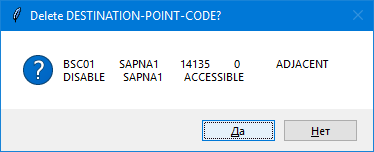 Delete DESTINATION-POINT-CODE?
BSC01 SAPNA1 14135 0 ADJACENT
DISABLE SAPNA1 ACCESSIBLE
Да Нет